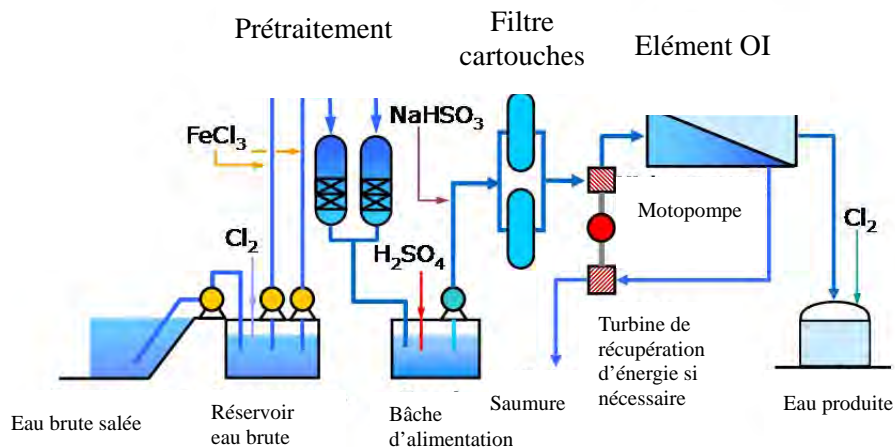 Prétraitement
Filtre
cartouches
Elément OI
FeCl3
NaHSO3
Cl2
H2SO4
Motopompe
Cl2
Eau brute salée
Réservoir
eau brute
Bâche
d'alimentation
Saumure
Turbine de
récupération
d'énergie si
nécessaire
Eau produite